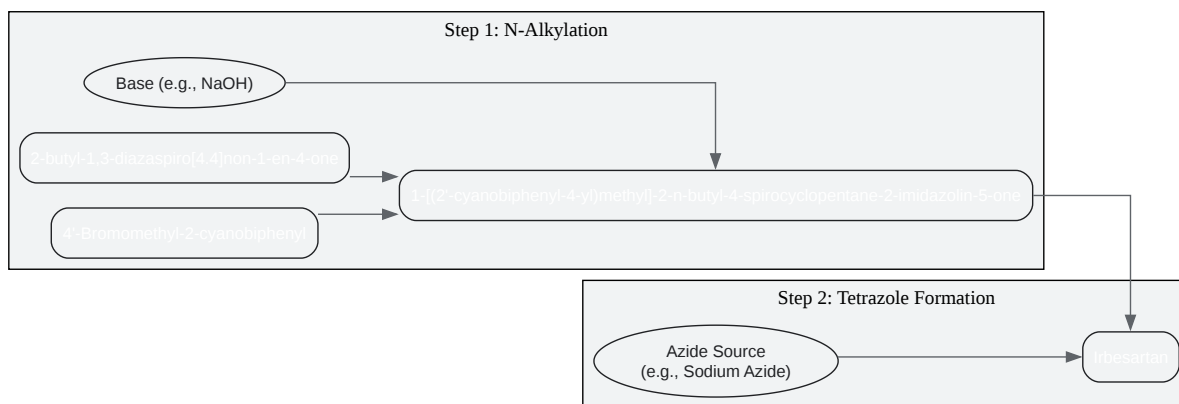 Step 1: N-Alkylation
Base (e.g., NaOH)
2-butyl-1,3-diazaspiro[4.4]non-1-en-4-one
1-[(2'-cyanobiphenyl-4-yl)methyl]-2-n-butyl-4-spirocyclopentane-2-imidazolin-5-one
4'-Bromomethyl-2-cyanobiphenyl
Step 2: Tetrazole Formation
Azide Source
(e.g., Sodium Azide)
Irbesartan